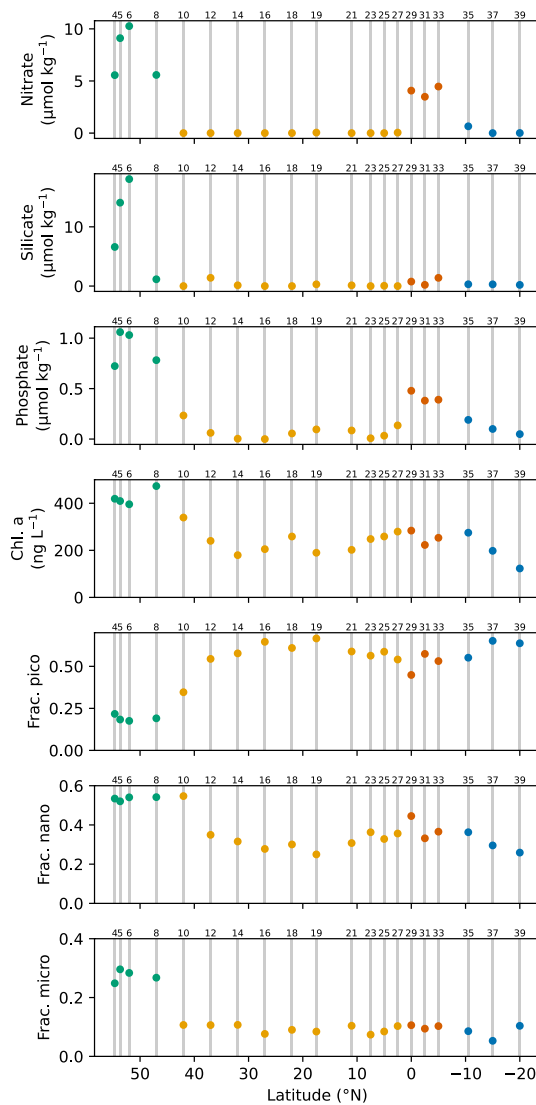 45 6 8 10 12 14 16 18 19 21 23 25 27 29 31 33 35 37 39
10
5
0
Nitrate
(μmol kg⁻¹)
45 6 8 10 12 14 16 18 19 21 23 25 27 29 31 33 35 37 39
10
0
Silicate
(μmol kg⁻¹)
45 6 8 10 12 14 16 18 19 21 23 25 27 29 31 33 35 37 39
1.0
0.5
0.0
Phosphate
(μmol kg⁻¹)
45 6 8 10 12 14 16 18 19 21 23 25 27 29 31 33 35 37 39
400
200
0
Chl. a
(ng L⁻¹)
45 6 8 10 12 14 16 18 19 21 23 25 27 29 31 33 35 37 39
0.50
0.25
0.00
Frac. pico
45 6 8 10 12 14 16 18 19 21 23 25 27 29 31 33 35 37 39
0.6
0.4
0.2
0.0
Frac. nano
45 6 8 10 12 14 16 18 19 21 23 25 27 29 31 33 35 37 39
0.4
0.2
0.0
Frac. micro
50 40 30 20 10 0 −10 −20
Latitude (°N)